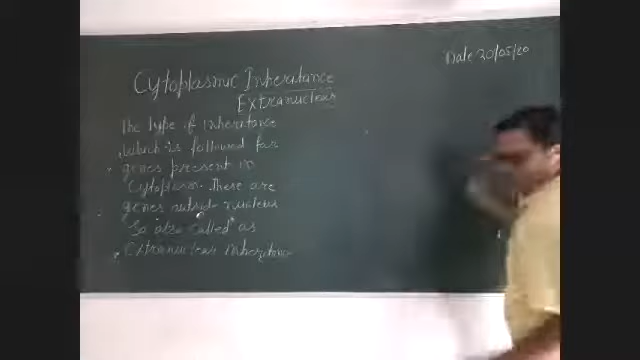 Date 20/05/20
Cytoplasmic Inheritance
Extranuclear
The type of inheritance
which is followed for
genes present in
Cytoplasm. These are
genes outside nucleus
So also called as
Extranuclear Inheritance